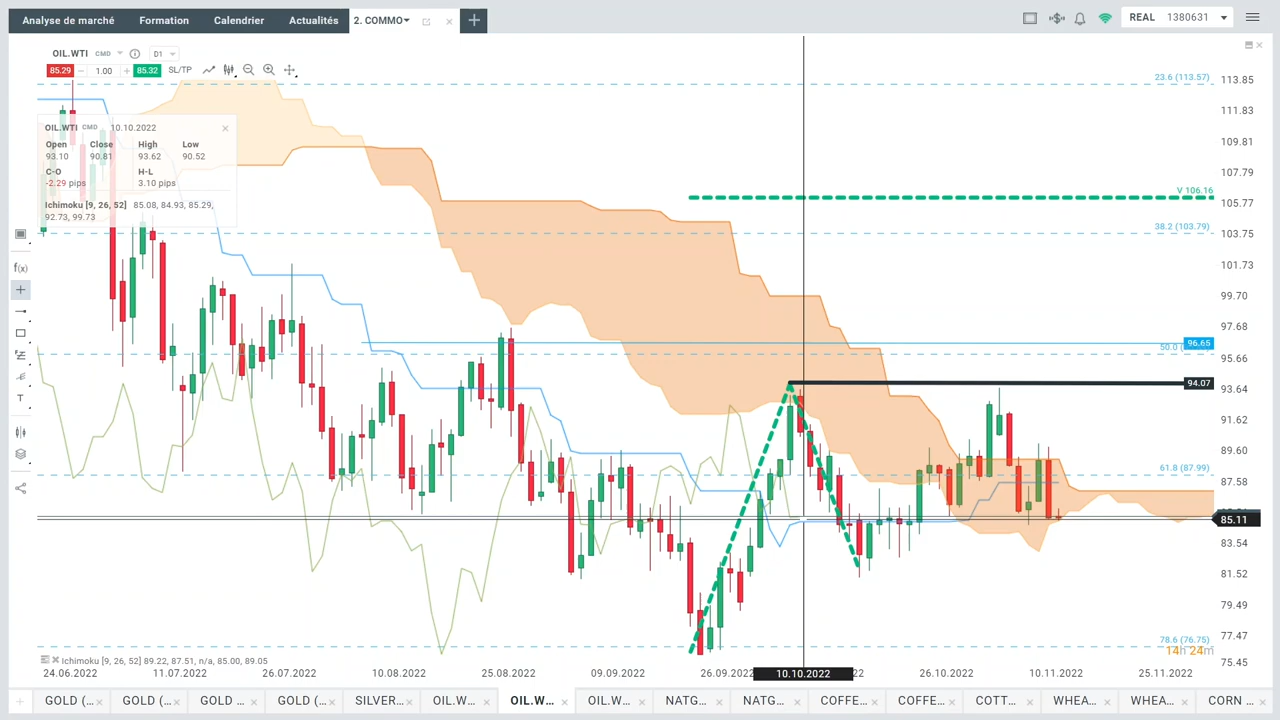 Analyse de marché Formation Calendrier Actualités 2. COMMO REAL 1380631
OIL.WTI CMD D1
85.29 1.00 85.32 SL/TP
OIL.WTI CMD 10.10.2022
Open Close High Low
93.10 90.81 93.62 90.52
C-O H-L
-2.29 pips 3.10 pips
Ichimoku [9, 26, 52] 85.08, 84.93, 85.29,
92.73, 99.73
f(x)
T
23.6 (113.57)
V 106.16
38.2 (103.79)
50.0
61.8 (87.99)
78.6 (76.75)
14h 24m
113.85
111.83
109.81
107.79
105.77
103.75
101.73
99.70
97.68
96.65
95.66
94.07
93.64
91.62
89.60
87.58
85.11
83.54
81.52
79.49
77.47
75.45
Ichimoku [9, 26, 52] 89.22, 87.51, n/a, 85.00, 89.05
24.06.2022 11.07.2022 26.07.2022 10.08.2022 25.08.2022 09.09.2022 26.09.2022 10.10.2022 26.10.2022 10.11.2022 25.11.2022
GOLD (... GOLD (... GOLD ... GOLD (... SILVER... OIL.W... OIL.W... OIL.W... NATG... NATG... COFFE... COFFE... COTT... WHEA... WHEA... CORN ...